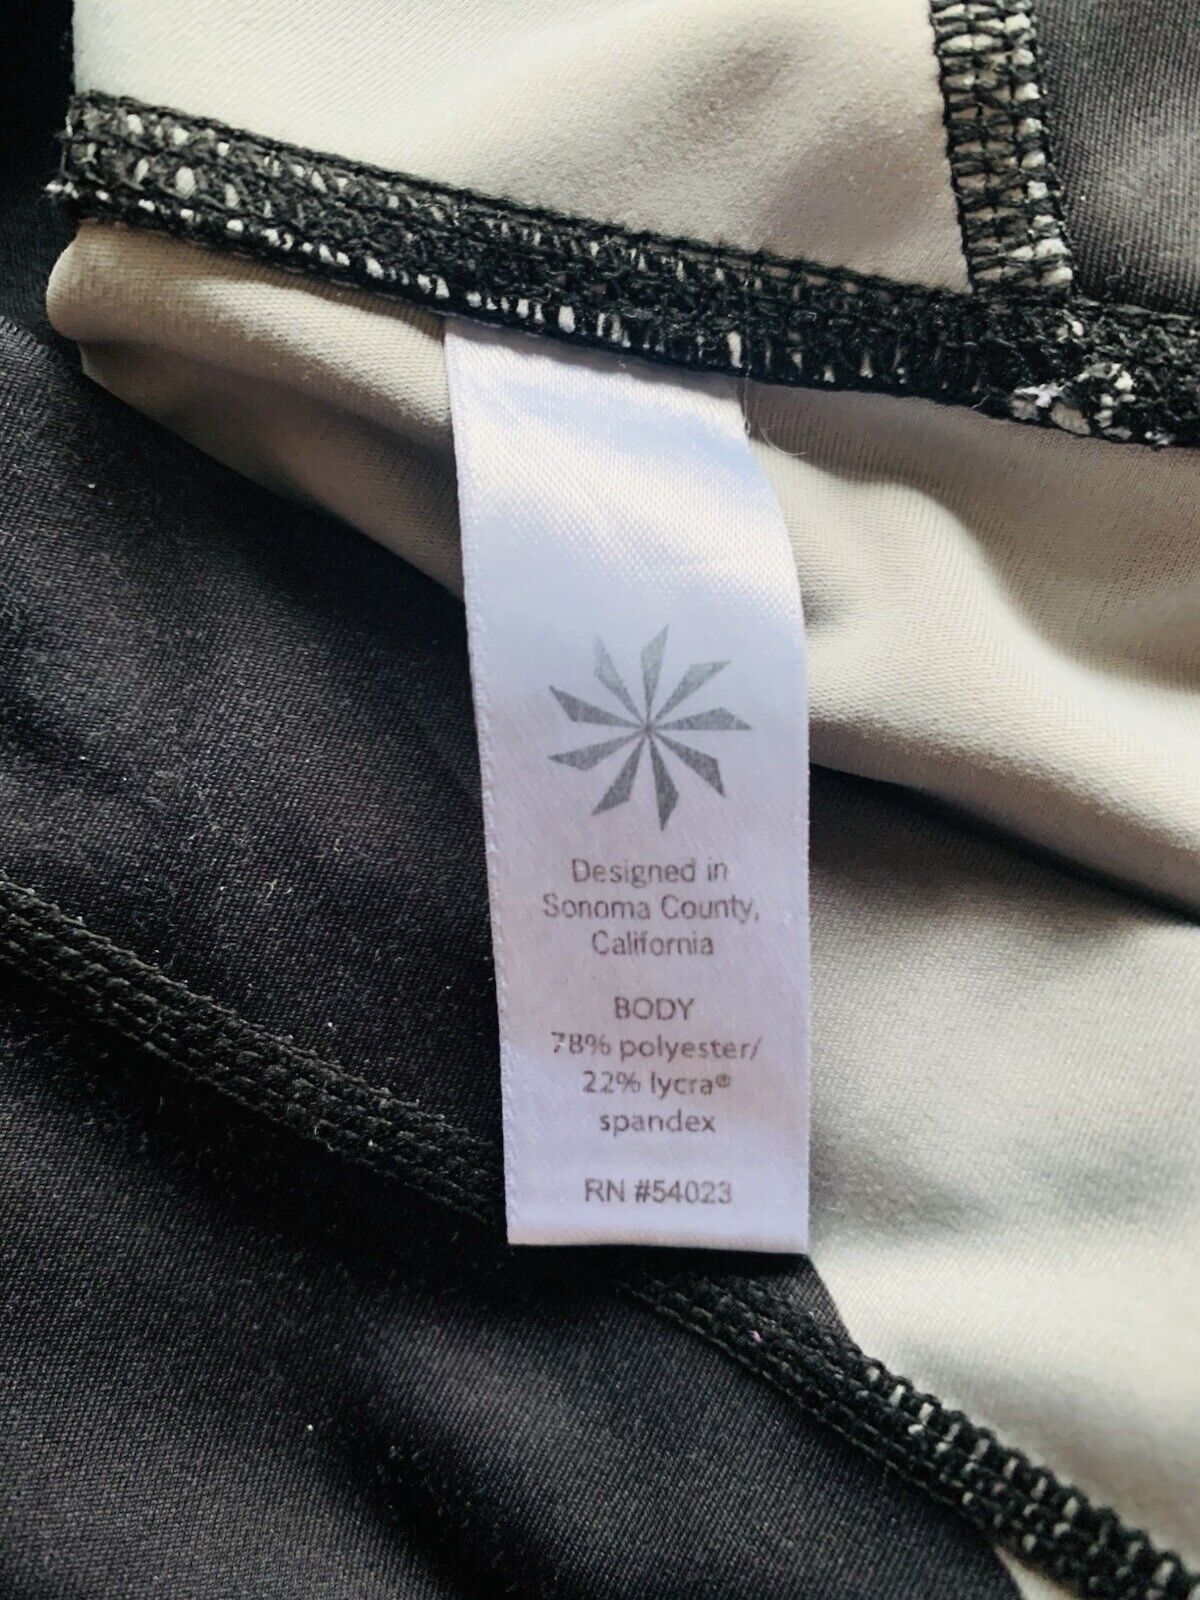 Designed in
Sonoma County,
California
BODY
78% polyester/
22% lycra®
spandex
RN #54023